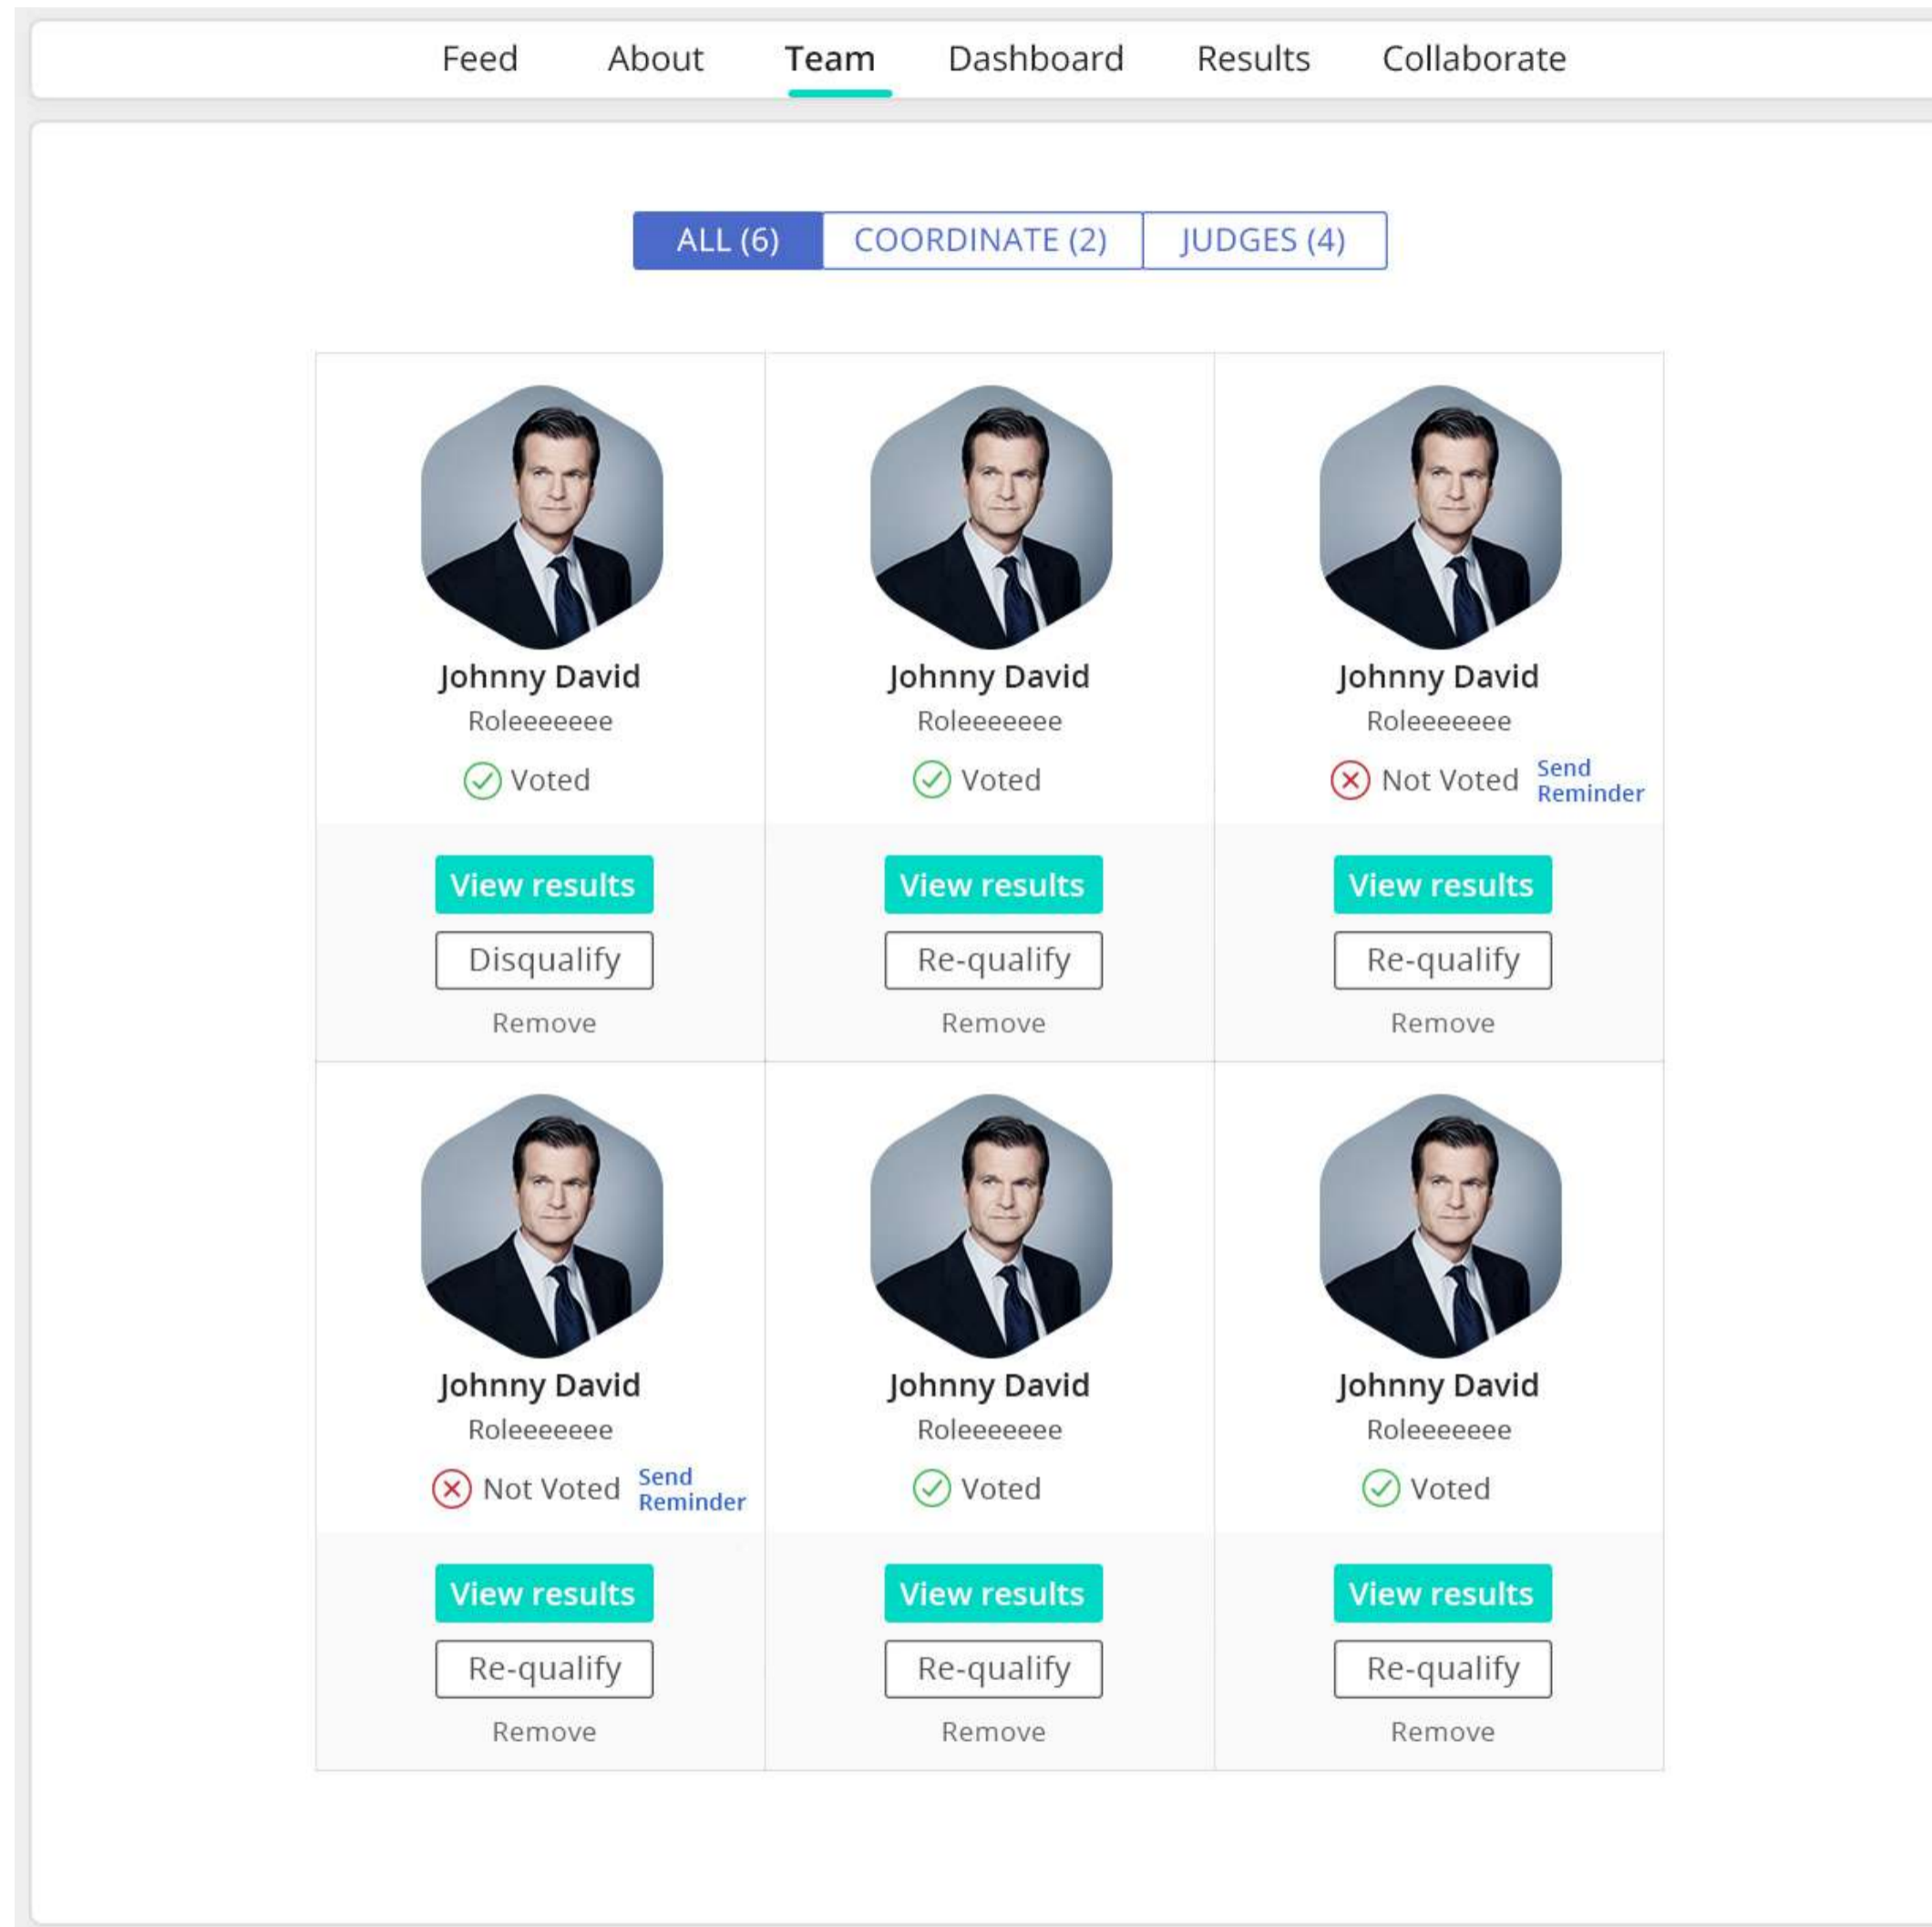 Feed About Team Dashboard Results Collaborate
ALL (6) COORDINATE (2) JUDGES (4)
Johnny David
Roleeeeeee
Voted
View results
Disqualify
Remove
Johnny David
Roleeeeeee
Voted
View results
Re-qualify
Remove
Johnny David
Roleeeeeee
Not Voted
Send
Reminder
View results
Re-qualify
Remove
Johnny David
Roleeeeeee
Not Voted
Send
Reminder
View results
Re-qualify
Remove
Johnny David
Roleeeeeee
Voted
View results
Re-qualify
Remove
Johnny David
Roleeeeeee
Voted
View results
Re-qualify
Remove